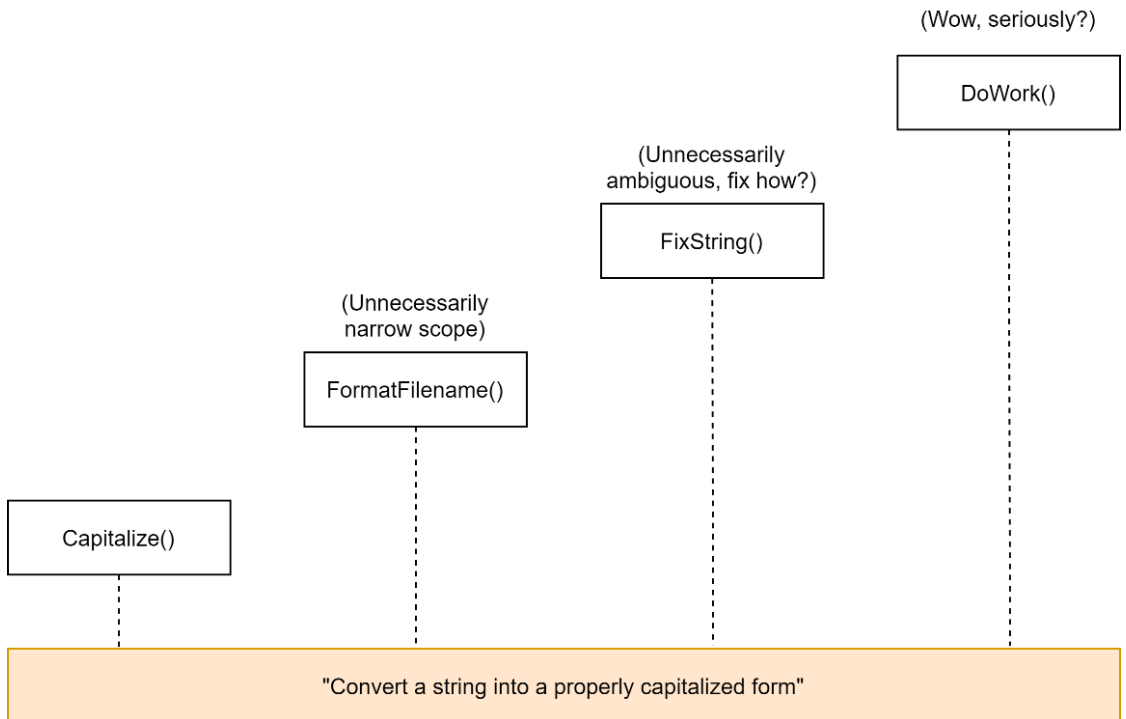 (Wow, seriously?)
DoWork()
(Unnecessarily
ambiguous, fix how?)
FixString()
(Unnecessarily
narrow scope)
FormatFilename()
Capitalize()
"Convert a string into a properly capitalized form"